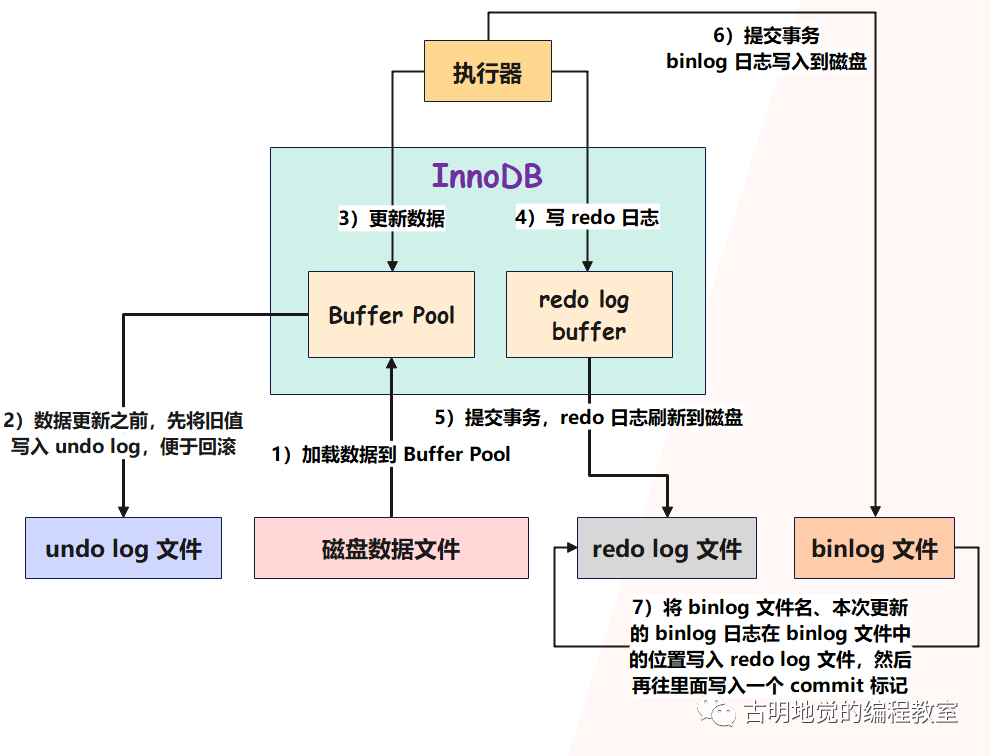 6）提交事务
binlog 日志写入到磁盘
执行器
InnoDB
3）更新数据
4）写 redo 日志
Buffer Pool
redo log
buffer
2）数据更新之前，先将旧值
写入 undo log，便于回滚
5）提交事务，redo 日志刷新到磁盘
1）加载数据到 Buffer Pool
undo log 文件
磁盘数据文件
redo log 文件
binlog 文件
7）将 binlog 文件名、本次更新
的 binlog 日志在 binlog 文件中
的位置写入 redo log 文件，然后
再往里面写入一个 commit 标记
古明地觉的编程教室